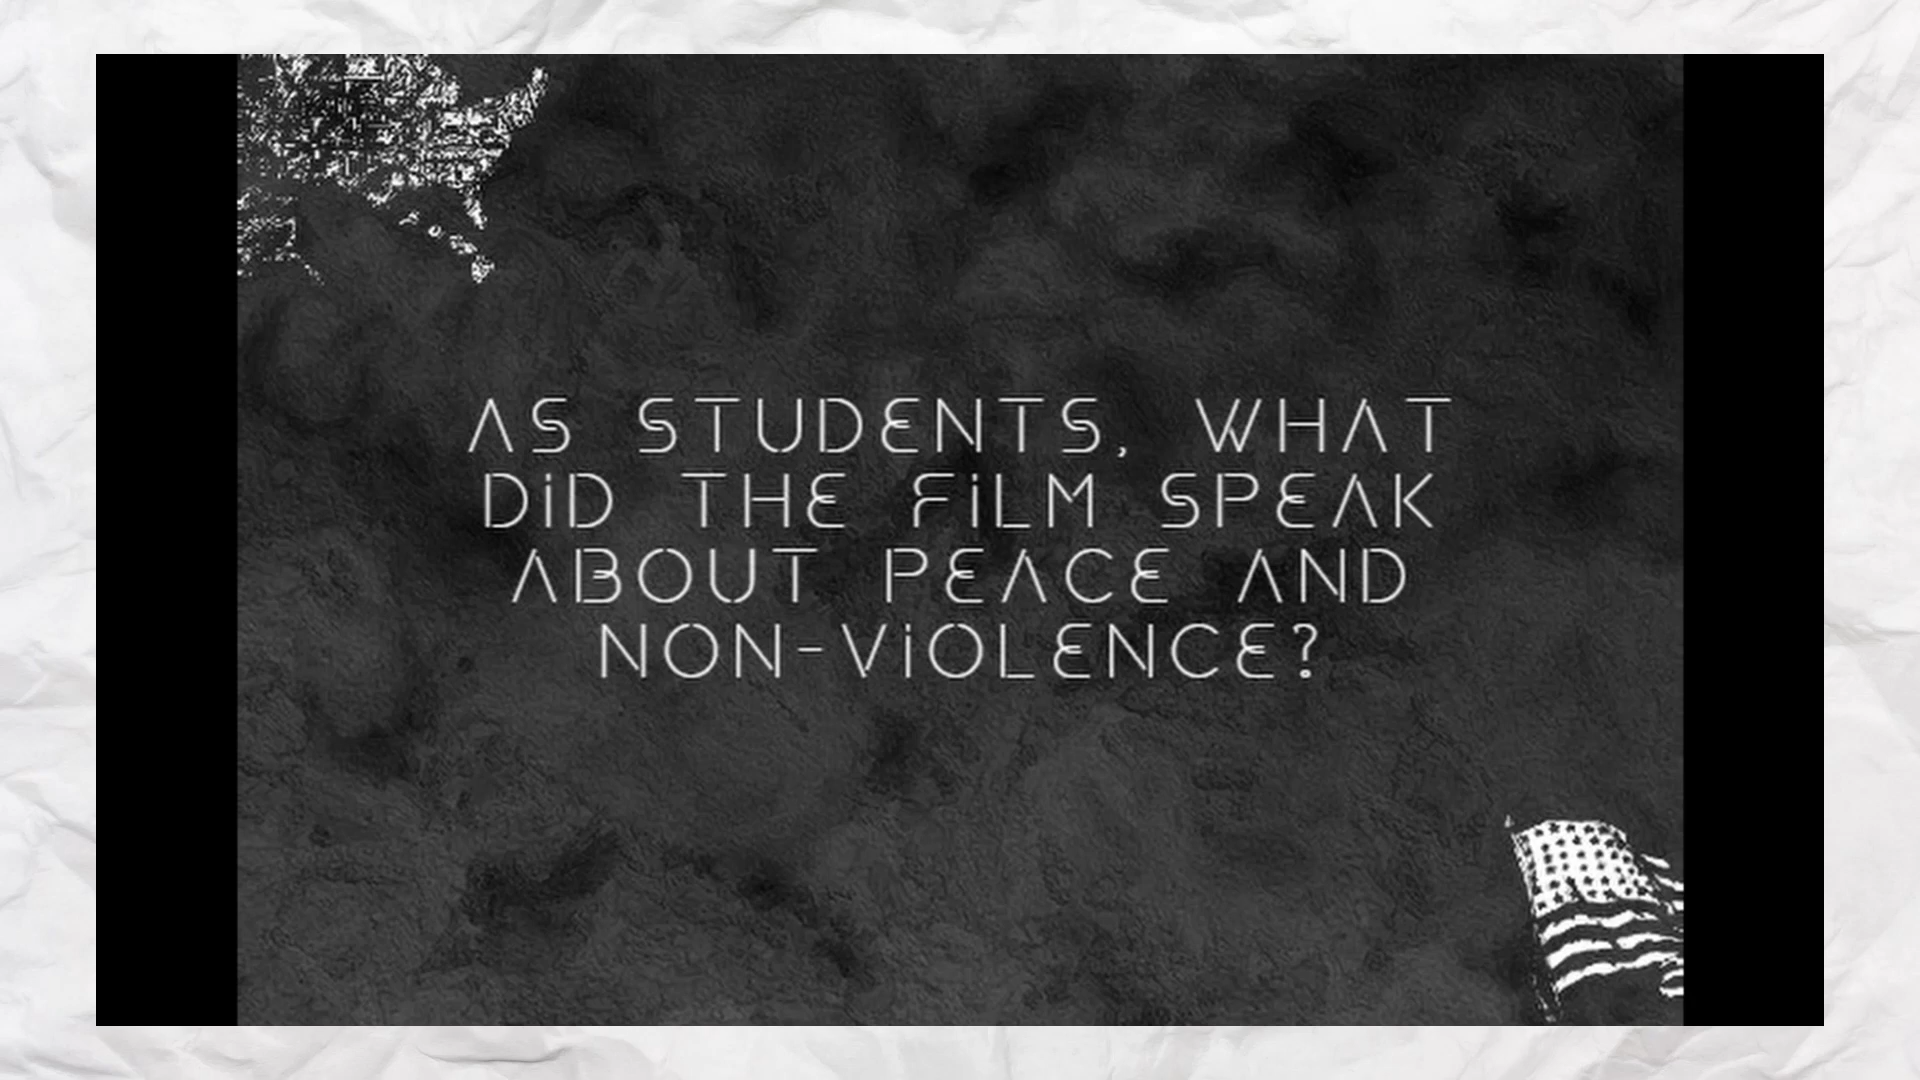 AS STUDENTS, WHAT
DiD THE FiLM SPEAK
ABOUT PEACE AND
NON-ViOLENCE?